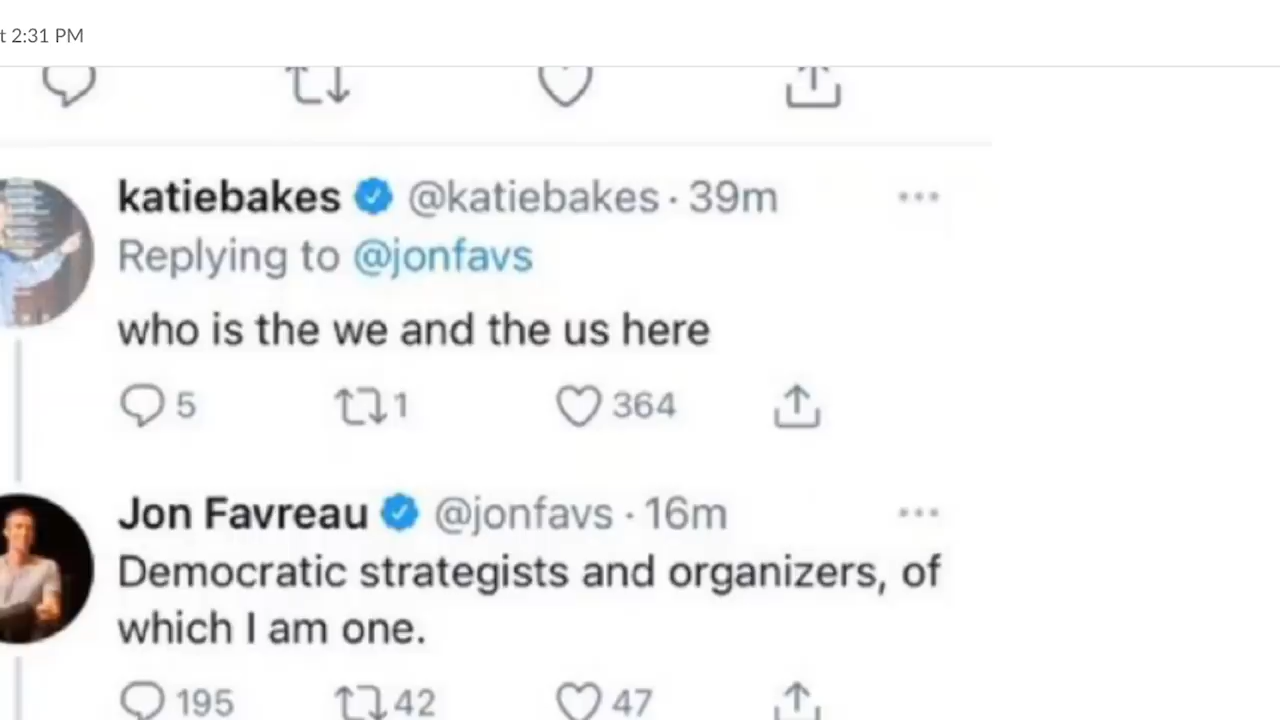 t 2:31 PM
katiebakes @katiebakes · 39m
Replying to @jonfavs
who is the we and the us here
5 1 364
Jon Favreau @jonfavs · 16m
Democratic strategists and organizers, of
which I am one.
195 42 47